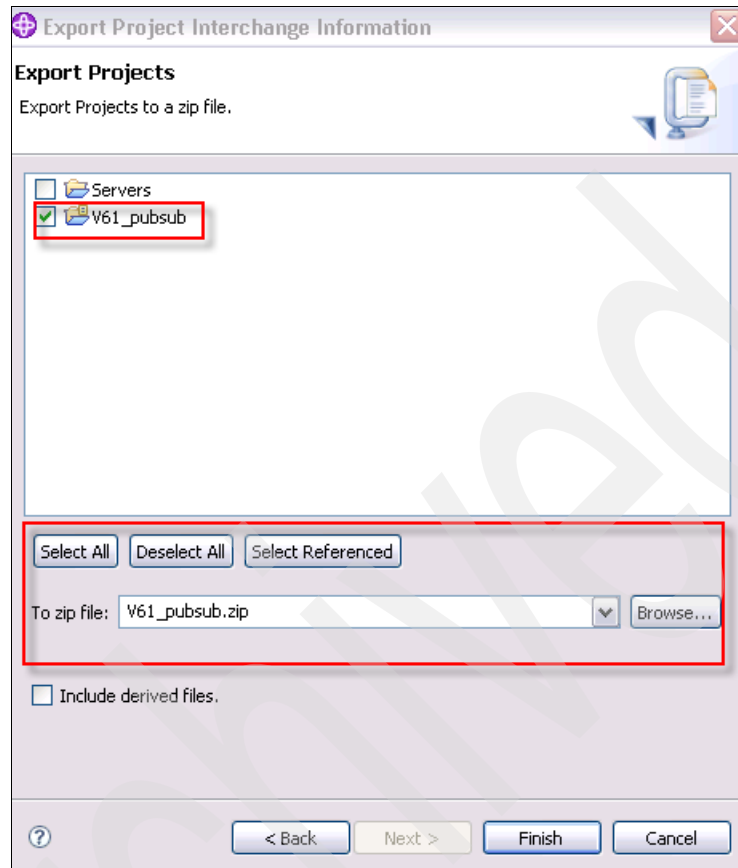 Export Project Interchange Information
Export Projects
Export Projects to a zip file.
Servers
V61_pubsub
Select All Deselect All Select Referenced
To zip file: V61_pubsub.zip Browse...
Include derived files.
? < Back Next > Finish Cancel